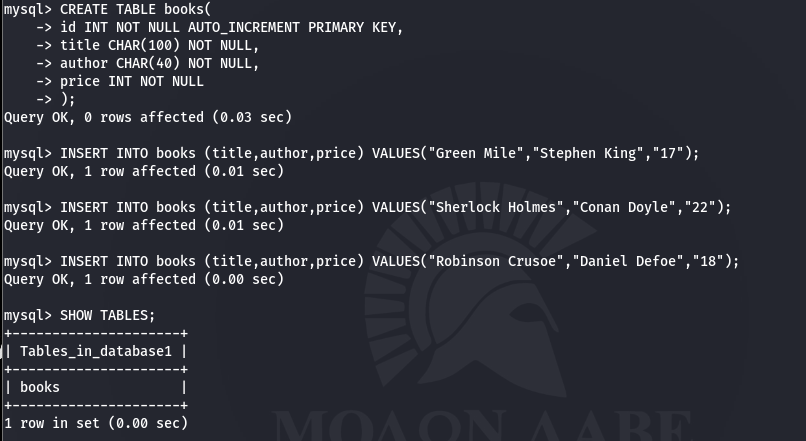 mysql> CREATE TABLE books(
    -> id INT NOT NULL AUTO_INCREMENT PRIMARY KEY,
    -> title CHAR(100) NOT NULL,
    -> author CHAR(40) NOT NULL,
    -> price INT NOT NULL
    -> );
Query OK, 0 rows affected (0.03 sec)

mysql> INSERT INTO books (title,author,price) VALUES("Green Mile","Stephen King","17");
Query OK, 1 row affected (0.01 sec)

mysql> INSERT INTO books (title,author,price) VALUES("Sherlock Holmes","Conan Doyle","22");
Query OK, 1 row affected (0.01 sec)

mysql> INSERT INTO books (title,author,price) VALUES("Robinson Crusoe","Daniel Defoe","18");
Query OK, 1 row affected (0.00 sec)

mysql> SHOW TABLES;
+---------------------+
| Tables_in_database1 |
+---------------------+
| books               |
+---------------------+
1 row in set (0.00 sec)
ΜΟΛΩΝ ΛΑΒΕ